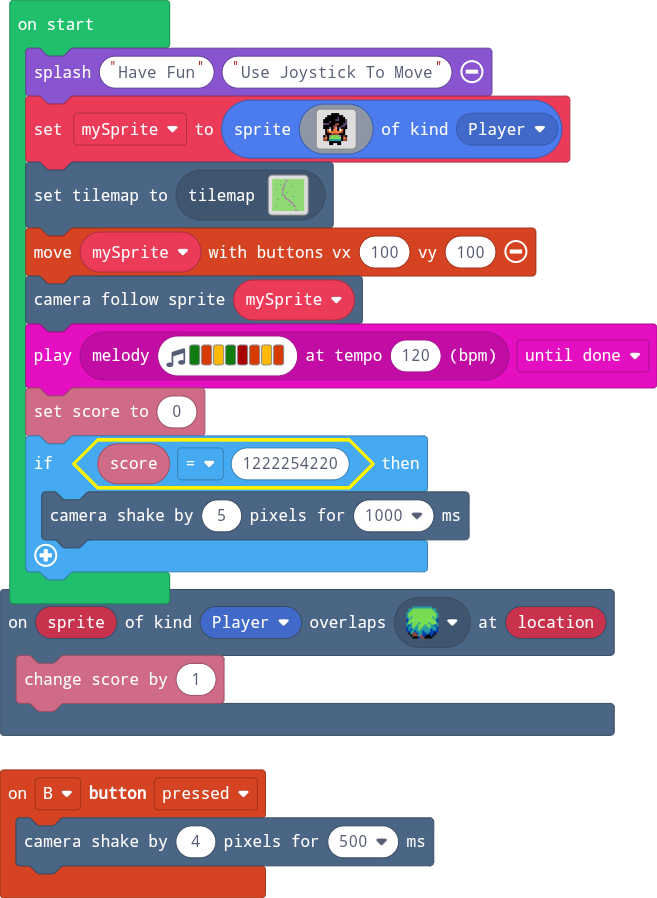 on start
splash "Have Fun" "Use Joystick To Move"
set mySprite to sprite of kind Player
set tilemap to tilemap
move mySprite with buttons vx 100 vy 100
camera follow sprite mySprite
play melody at tempo 120 (bpm) until done
set score to 0
if score = 1222254220 then
camera shake by 5 pixels for 1000 ms
on sprite of kind Player overlaps at location
change score by 1
on B button pressed
camera shake by 4 pixels for 500 ms